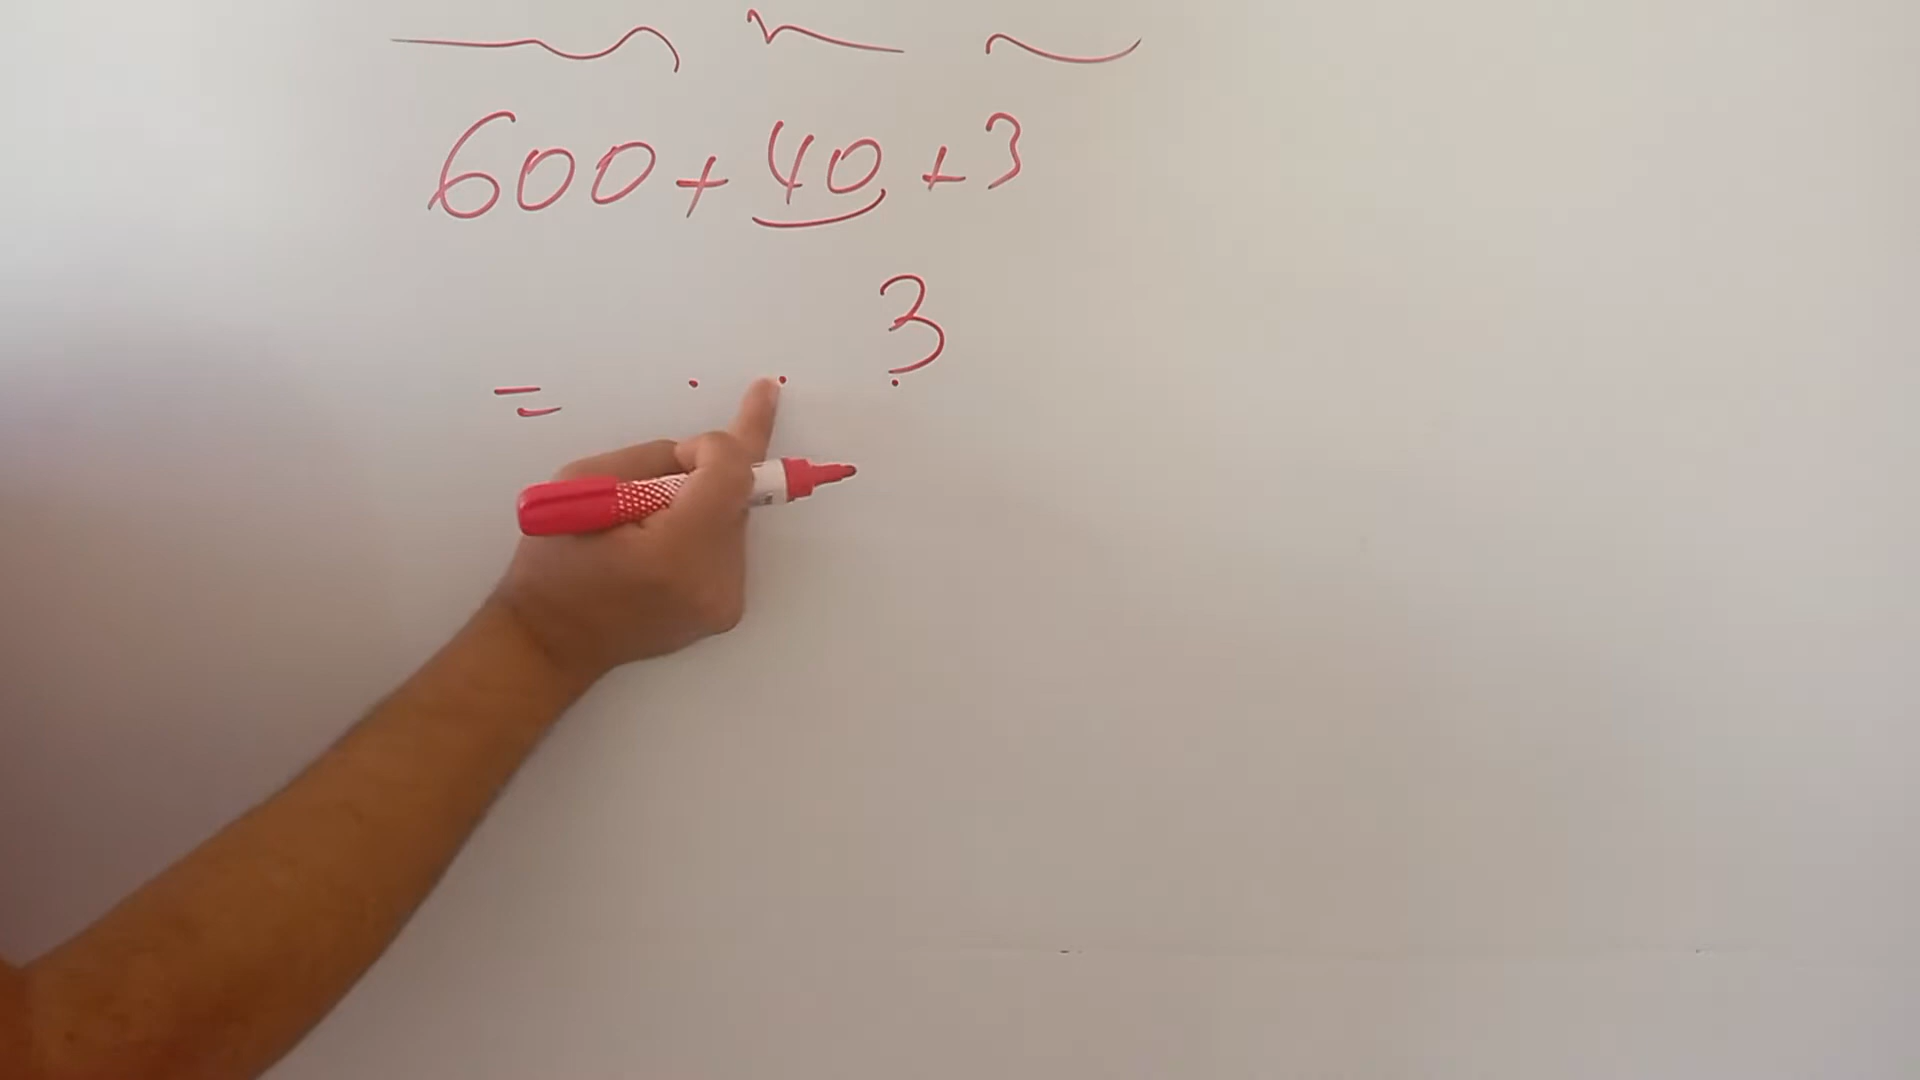 600 + 40 + 3
= . . 3